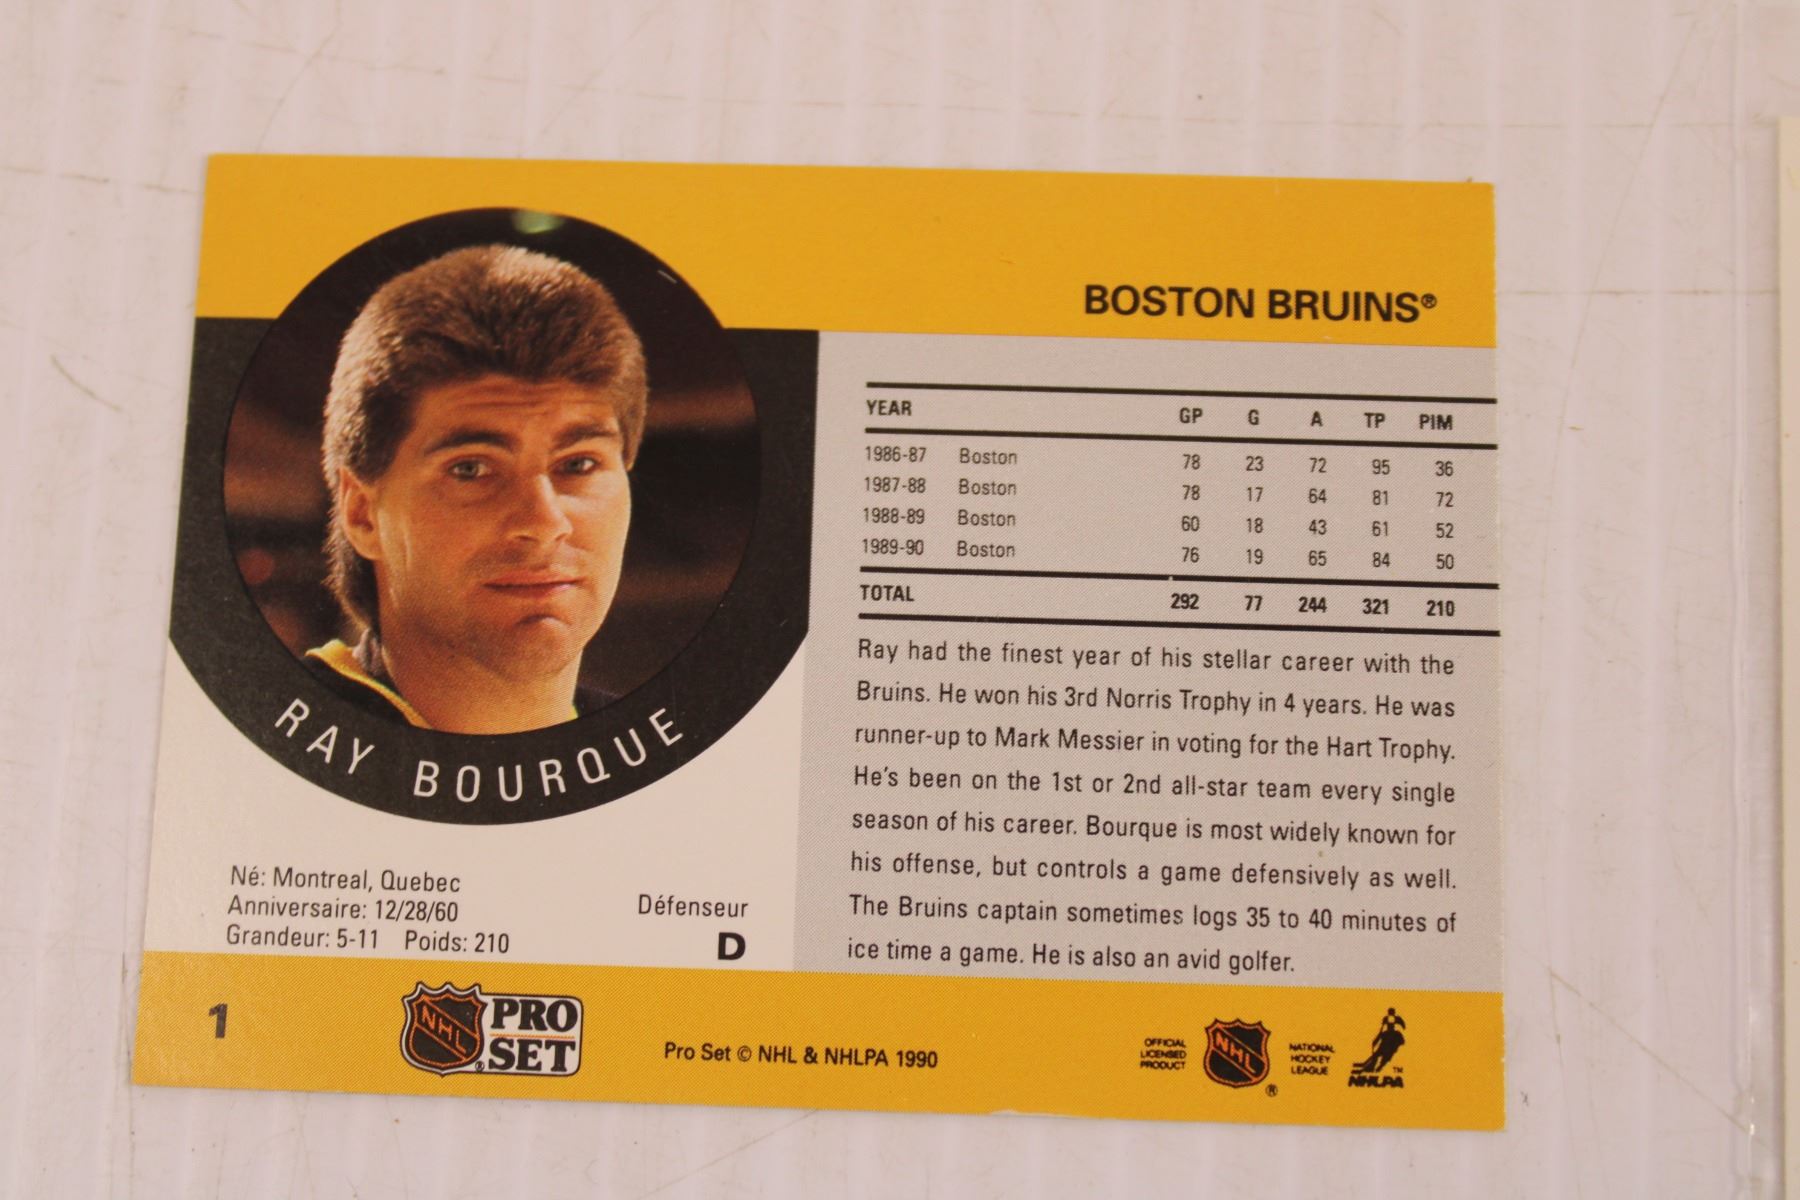 BOSTON BRUINS®
YEAR GP G A TP PIM
1986-87 Boston 78 23 72 95 36
1987-88 Boston 78 17 64 81 72
1988-89 Boston 60 18 43 61 52
1989-90 Boston 76 19 65 84 50
TOTAL 292 77 244 321 210
Ray had the finest year of his stellar career with the
Bruins. He won his 3rd Norris Trophy in 4 years. He was
runner-up to Mark Messier in voting for the Hart Trophy.
He's been on the 1st or 2nd all-star team every single
season of his career. Bourque is most widely known for
his offense, but controls a game defensively as well.
The Bruins captain sometimes logs 35 to 40 minutes of
ice time a game. He is also an avid golfer.
RAY BOURQUE
Né: Montreal, Quebec
Anniversaire: 12/28/60
Grandeur: 5-11 Poids: 210
Défenseur
D
1
NHL
PRO
SET®
Pro Set © NHL & NHLPA 1990
OFFICIAL
LICENSED
PRODUCT
NHL®
NATIONAL
HOCKEY
LEAGUE
NHLPA™